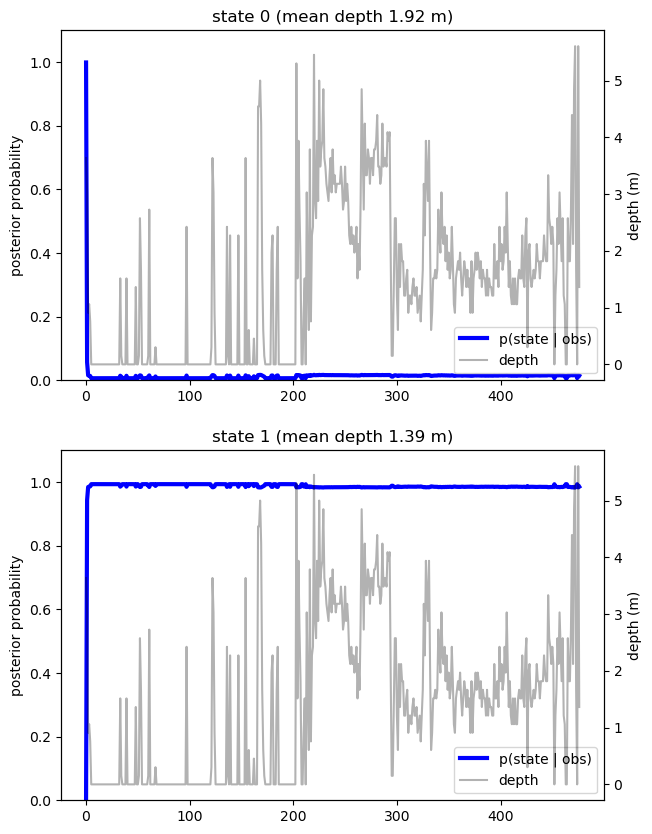 state 0 (mean depth 1.92 m)
1.0
0.8
0.6
0.4
0.2
0.0
posterior probability
5
4
3
2
1
0
depth (m)
p(state | obs)
depth
0 100 200 300 400
state 1 (mean depth 1.39 m)
1.0
0.8
0.6
0.4
0.2
0.0
posterior probability
5
4
3
2
1
0
depth (m)
p(state | obs)
depth
0 100 200 300 400